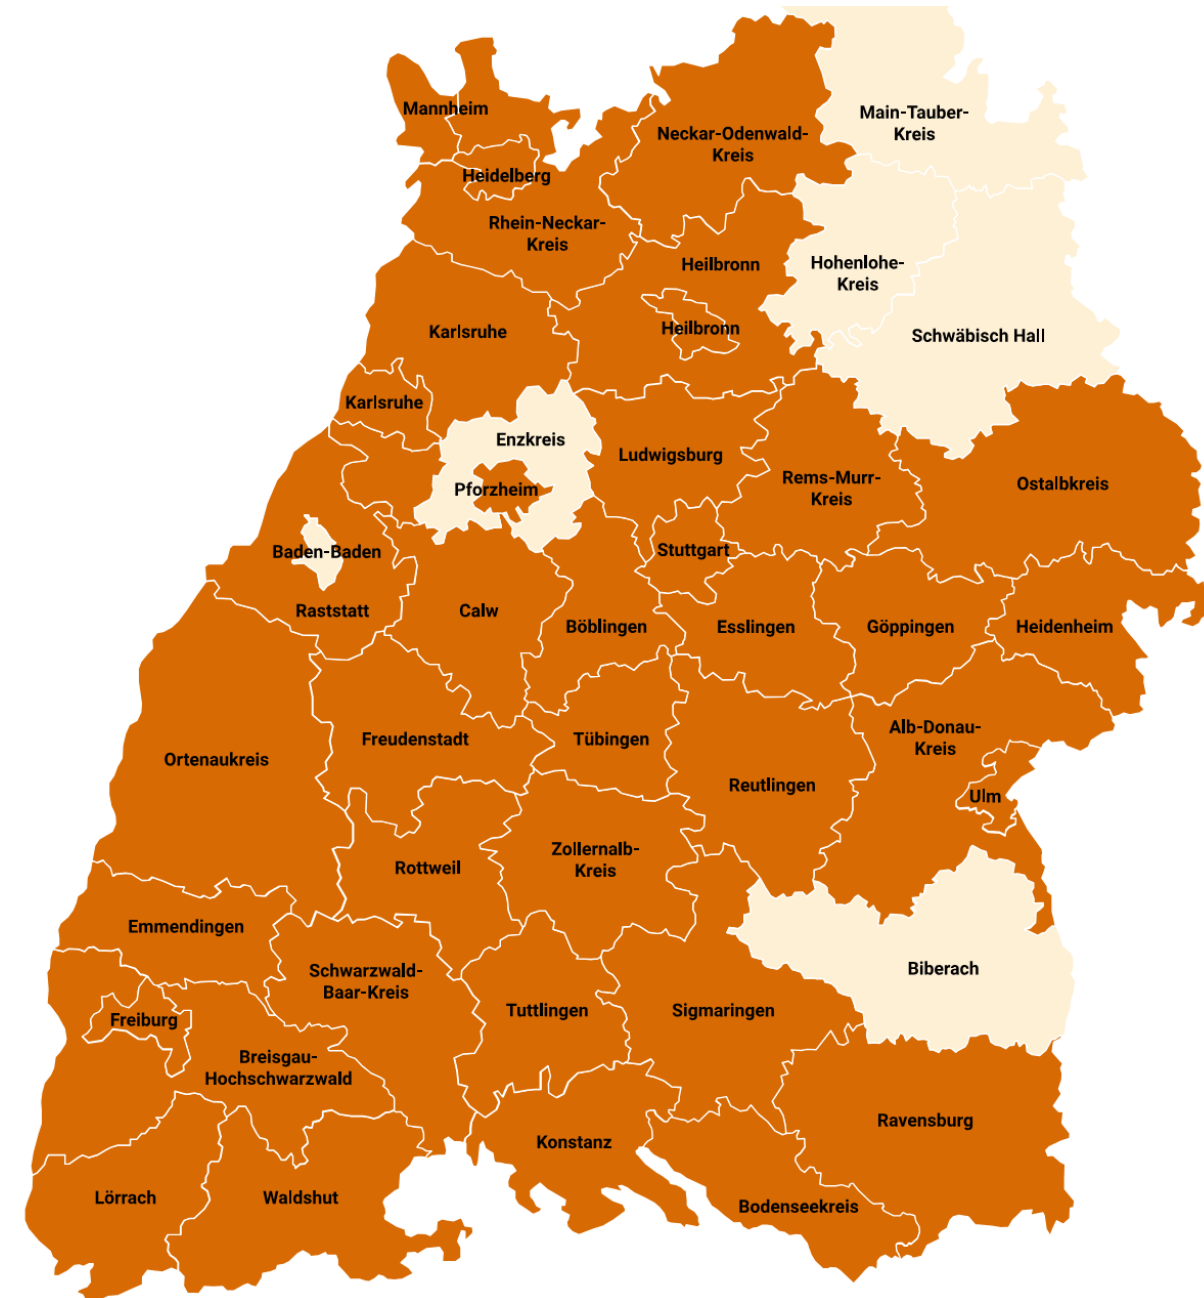 Mannheim
Main-Tauber-
Kreis
Neckar-Odenwald-
Kreis
Heidelberg
Rhein-Neckar-
Kreis
Heilbronn
Hohenlohe-
Kreis
Karlsruhe
Heilbronn
Schwäbisch Hall
Karlsruhe
Enzkreis
Ludwigsburg
Rems-Murr-
Kreis
Ostalbkreis
Pforzheim
Baden-Baden
Stuttgart
Raststatt
Calw
Böblingen
Esslingen
Göppingen
Heidenheim
Ortenaukreis
Freudenstadt
Tübingen
Alb-Donau-
Kreis
Reutlingen
Ulm
Rottweil
Zollernalb-
Kreis
Emmendingen
Schwarzwald-
Baar-Kreis
Biberach
Freiburg
Tuttlingen
Sigmaringen
Breisgau-
Hochschwarzwald
Ravensburg
Konstanz
Lörrach
Waldshut
Bodenseekreis